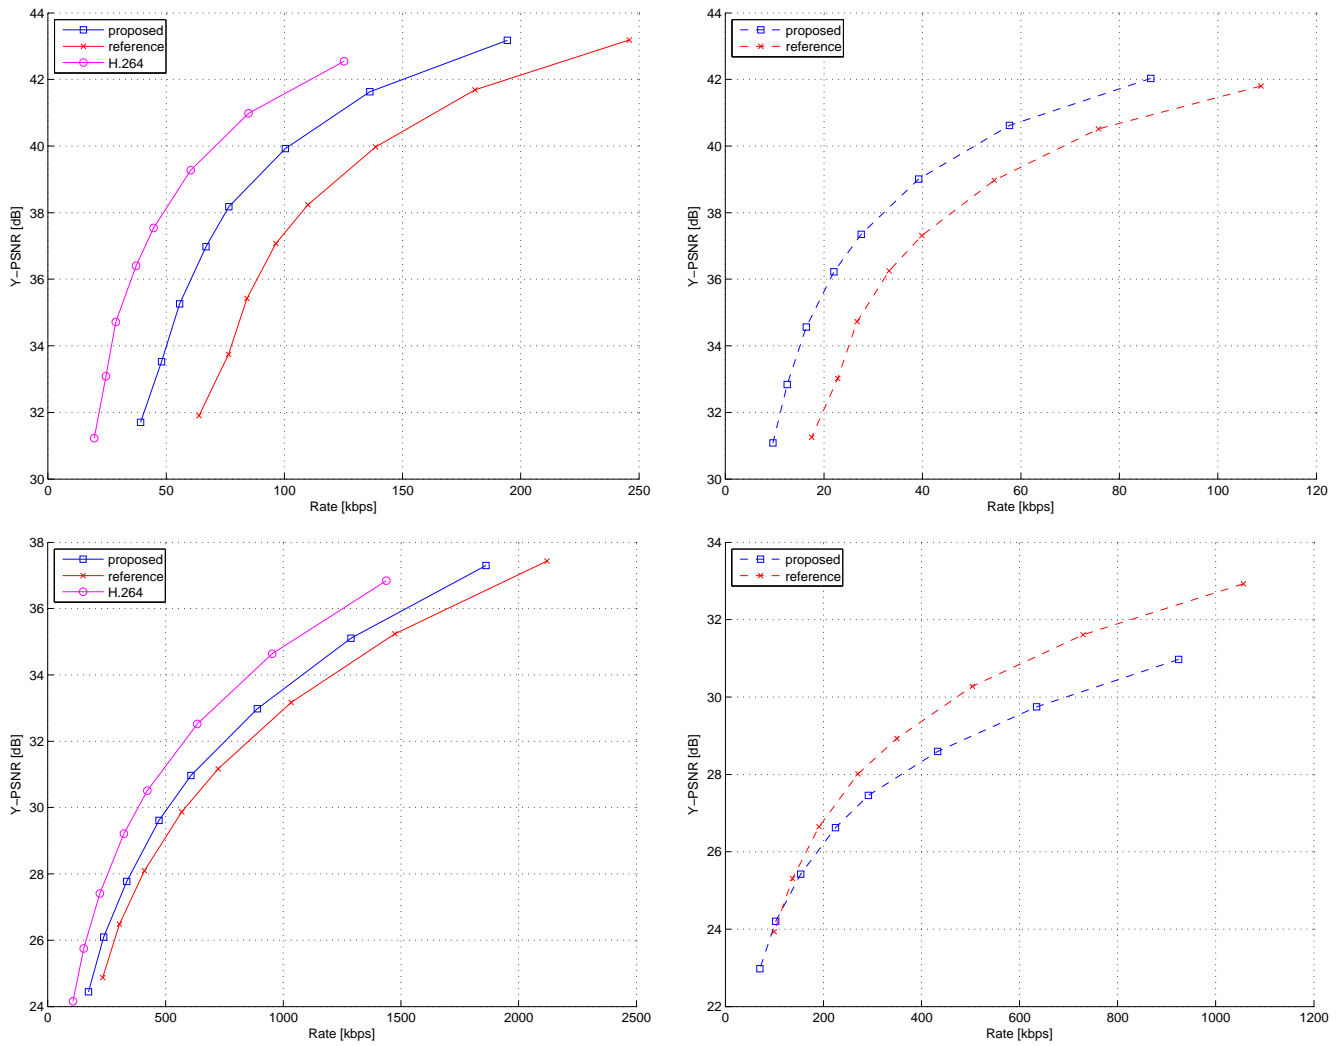 44
42
40
38
36
34
32
30
Y−PSNR [dB]
proposed
reference
H.264
0 50 100 150 200 250
Rate [kbps]
44
42
40
38
36
34
32
30
Y−PSNR [dB]
proposed
reference
0 20 40 60 80 100 120
Rate [kbps]
38
36
34
32
30
28
26
24
Y−PSNR [dB]
proposed
reference
H.264
0 500 1000 1500 2000 2500
Rate [kbps]
34
32
30
28
26
24
22
Y−PSNR [dB]
proposed
reference
0 200 400 600 800 1000 1200
Rate [kbps]